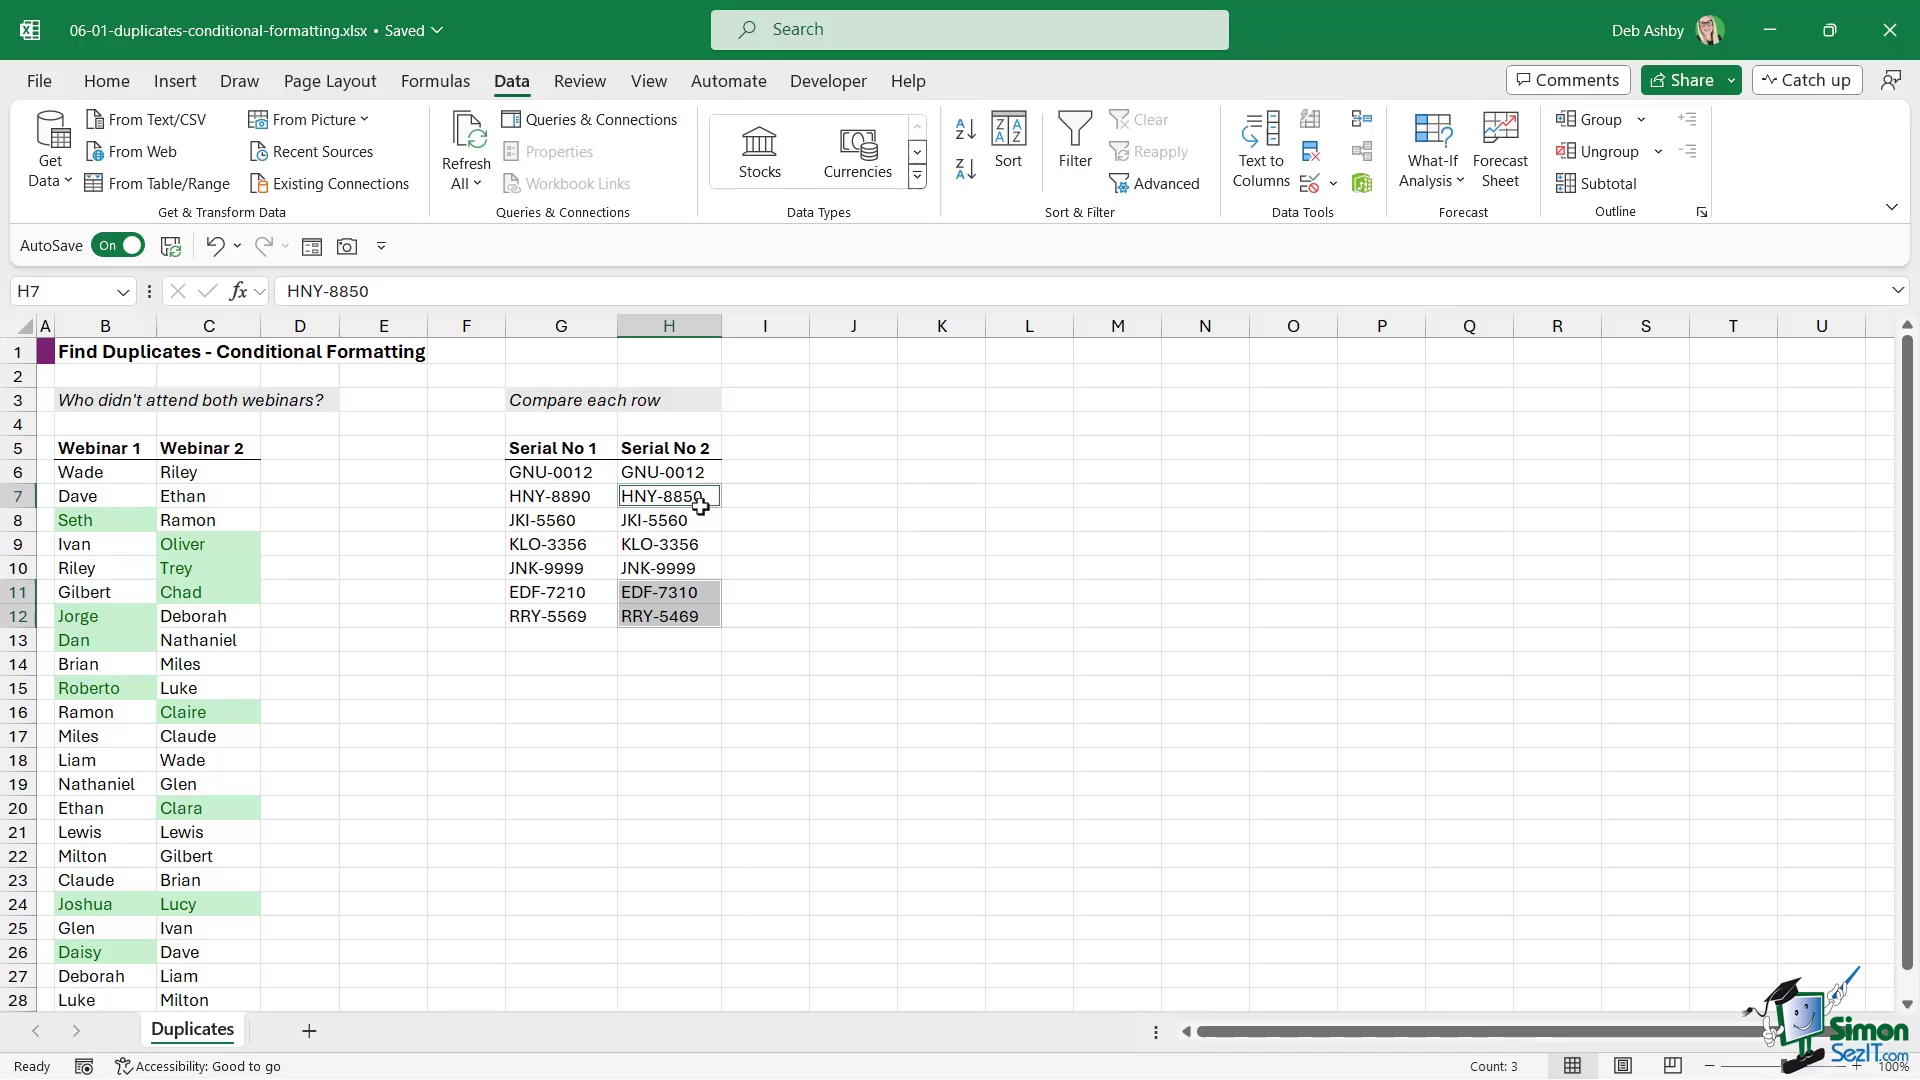 06-01-duplicates-conditional-formatting.xlsx • Saved
Search
Deb Ashby
File Home Insert Draw Page Layout Formulas Data Review View Automate Developer Help
Comments Share Catch up
Get Data
From Text/CSV
From Web
From Table/Range
From Picture
Recent Sources
Existing Connections
Get & Transform Data
Refresh All
Queries & Connections
Properties
Workbook Links
Queries & Connections
Stocks
Currencies
Data Types
Sort
Filter
Clear
Reapply
Advanced
Sort & Filter
Text to Columns
Data Tools
What-If Analysis
Forecast Sheet
Forecast
Group
Ungroup
Subtotal
Outline
AutoSave On
H7 fx HNY-8850
A B C D E F G H I J K L M N O P Q R S T U
1 Find Duplicates - Conditional Formatting
2
3 Who didn't attend both webinars? Compare each row
4
5 Webinar 1 Webinar 2 Serial No 1 Serial No 2
6 Wade Riley GNU-0012 GNU-0012
7 Dave Ethan HNY-8890 HNY-8850
8 Seth Ramon JKI-5560 JKI-5560
9 Ivan Oliver KLO-3356 KLO-3356
10 Riley Trey JNK-9999 JNK-9999
11 Gilbert Chad EDF-7210 EDF-7310
12 Jorge Deborah RRY-5569 RRY-5469
13 Dan Nathaniel
14 Brian Miles
15 Roberto Luke
16 Ramon Claire
17 Miles Claude
18 Liam Wade
19 Nathaniel Glen
20 Ethan Clara
21 Lewis Lewis
22 Milton Gilbert
23 Claude Brian
24 Joshua Lucy
25 Glen Ivan
26 Daisy Dave
27 Deborah Liam
28 Luke Milton
Duplicates
Simon
SezIT.com
Ready Accessibility: Good to go Count: 3 100%